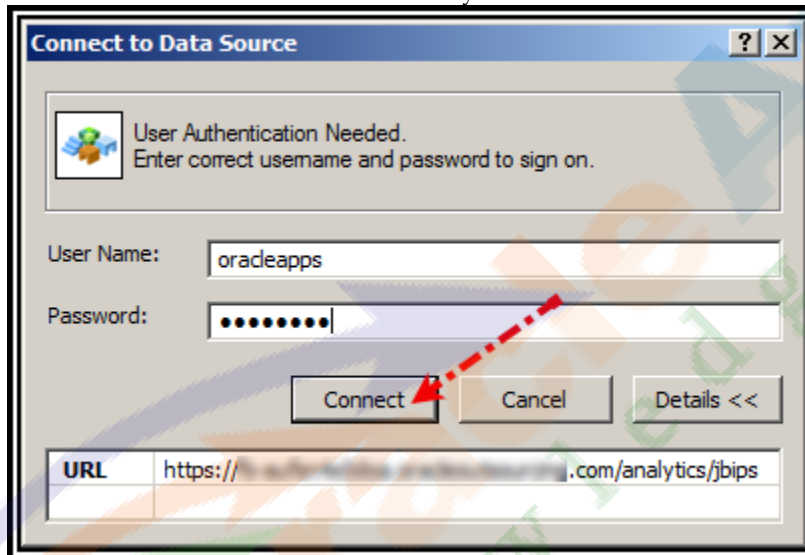 Connect to Data Source
User Authentication Needed.
Enter correct username and password to sign on.
User Name: oracleapps
Password: ●●●●●●●●
Connect Cancel Details <<
URL https:// .com/analytics/jbips